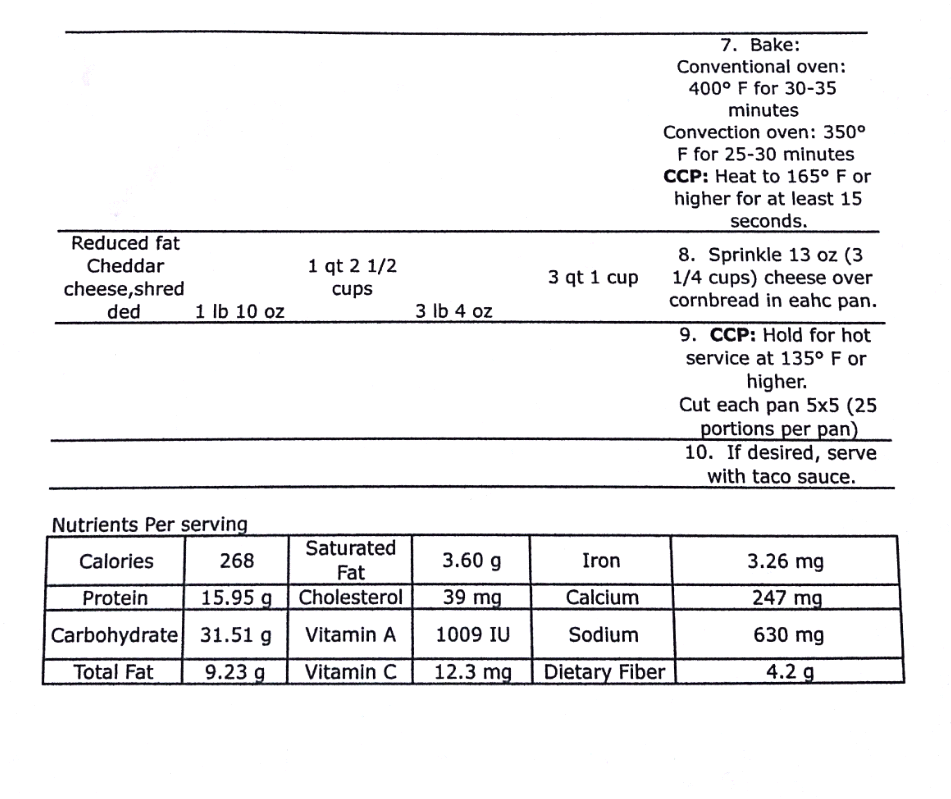 7. Bake:
Conventional oven:
400° F for 30-35
minutes
Convection oven: 350°
F for 25-30 minutes
CCP: Heat to 165° F or
higher for at least 15
seconds.
Reduced fat
Cheddar
cheese,shred
ded
1 lb 10 oz
1 qt 2 1/2
cups
3 lb 4 oz
3 qt 1 cup
8. Sprinkle 13 oz (3
1/4 cups) cheese over
cornbread in eahc pan.
9. CCP: Hold for hot
service at 135° F or
higher.
Cut each pan 5x5 (25
portions per pan)
10. If desired, serve
with taco sauce.
Nutrients Per serving
Calories 268 Saturated Fat 3.60 g Iron 3.26 mg
Protein 15.95 g Cholesterol 39 mg Calcium 247 mg
Carbohydrate 31.51 g Vitamin A 1009 IU Sodium 630 mg
Total Fat 9.23 g Vitamin C 12.3 mg Dietary Fiber 4.2 g